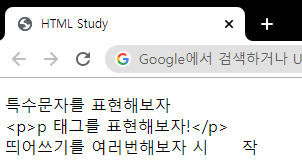 HTML Study
Google에서 검색하거나 U
특수문자를 표현해보자
<p>p 태그를 표현해보자!</p>
띄어쓰기를 여러번해보자 시      작